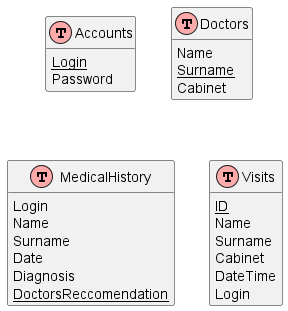 T Accounts
Login
Password
T Doctors
Name
Surname
Cabinet
T MedicalHistory
Login
Name
Surname
Date
Diagnosis
DoctorsReccomendation
T Visits
ID
Name
Surname
Cabinet
DateTime
Login